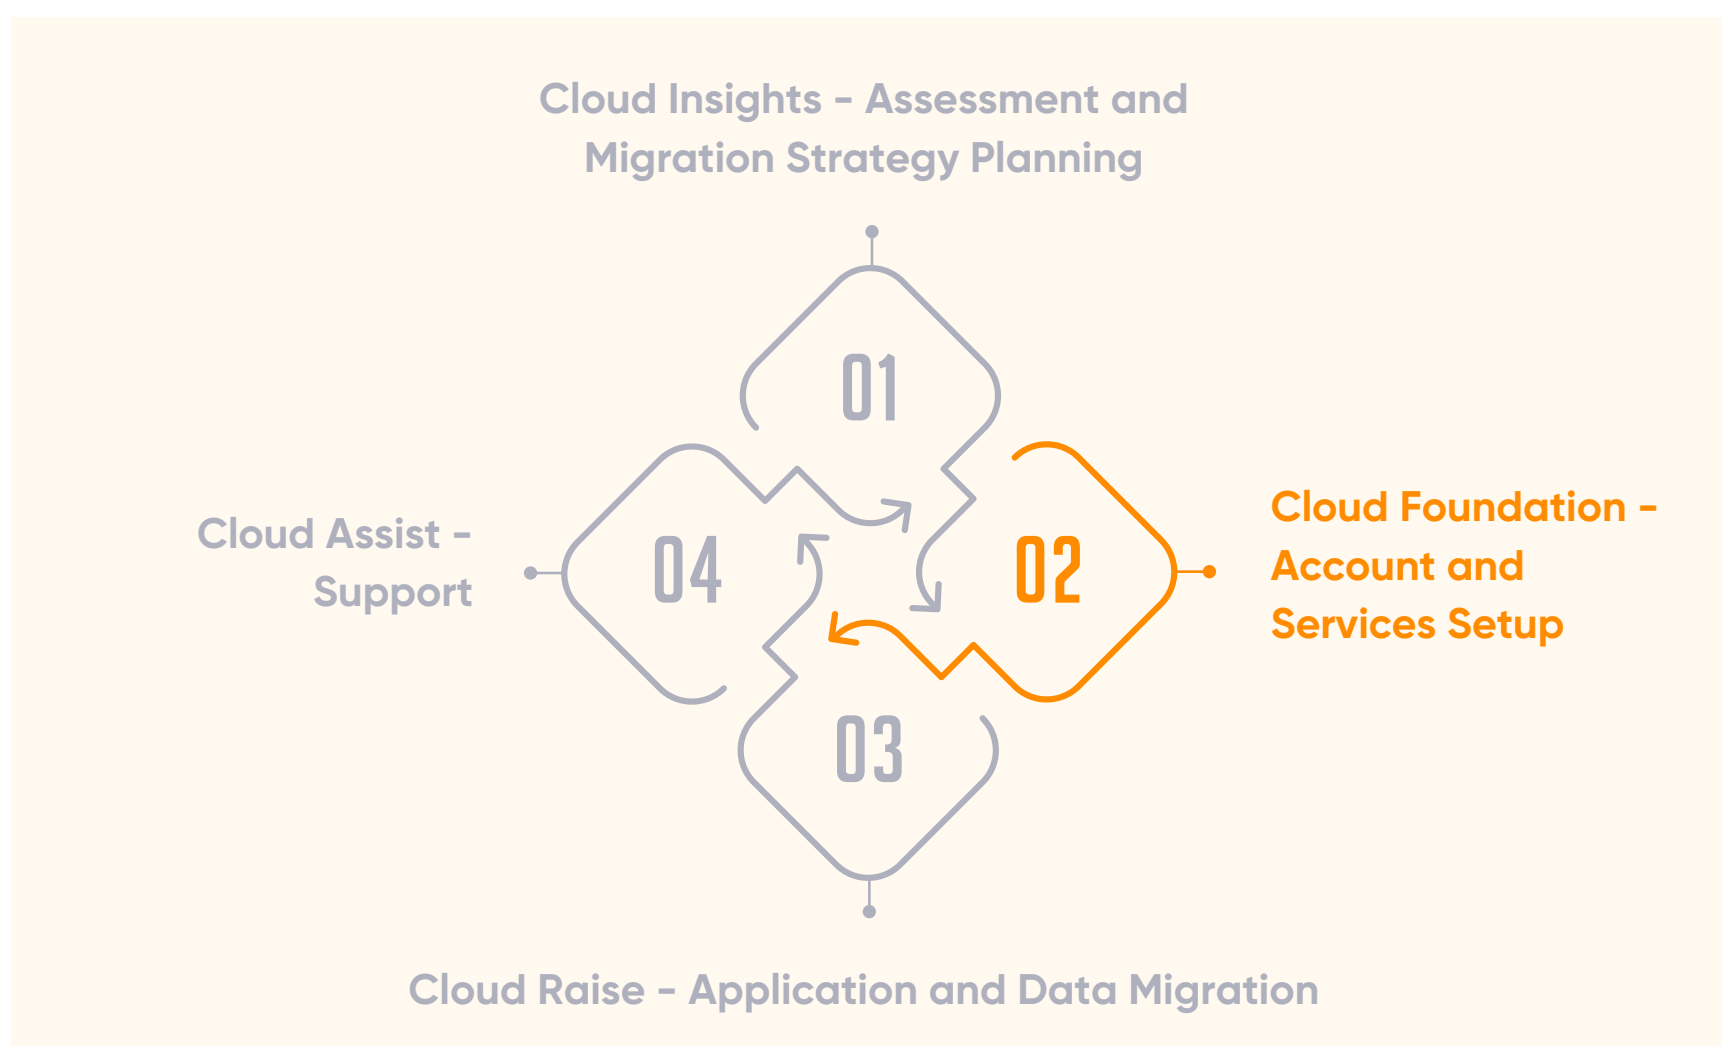 Cloud Insights - Assessment and
Migration Strategy Planning
01
02
Cloud Foundation -
Account and
Services Setup
03
Cloud Raise - Application and Data Migration
04
Cloud Assist -
Support